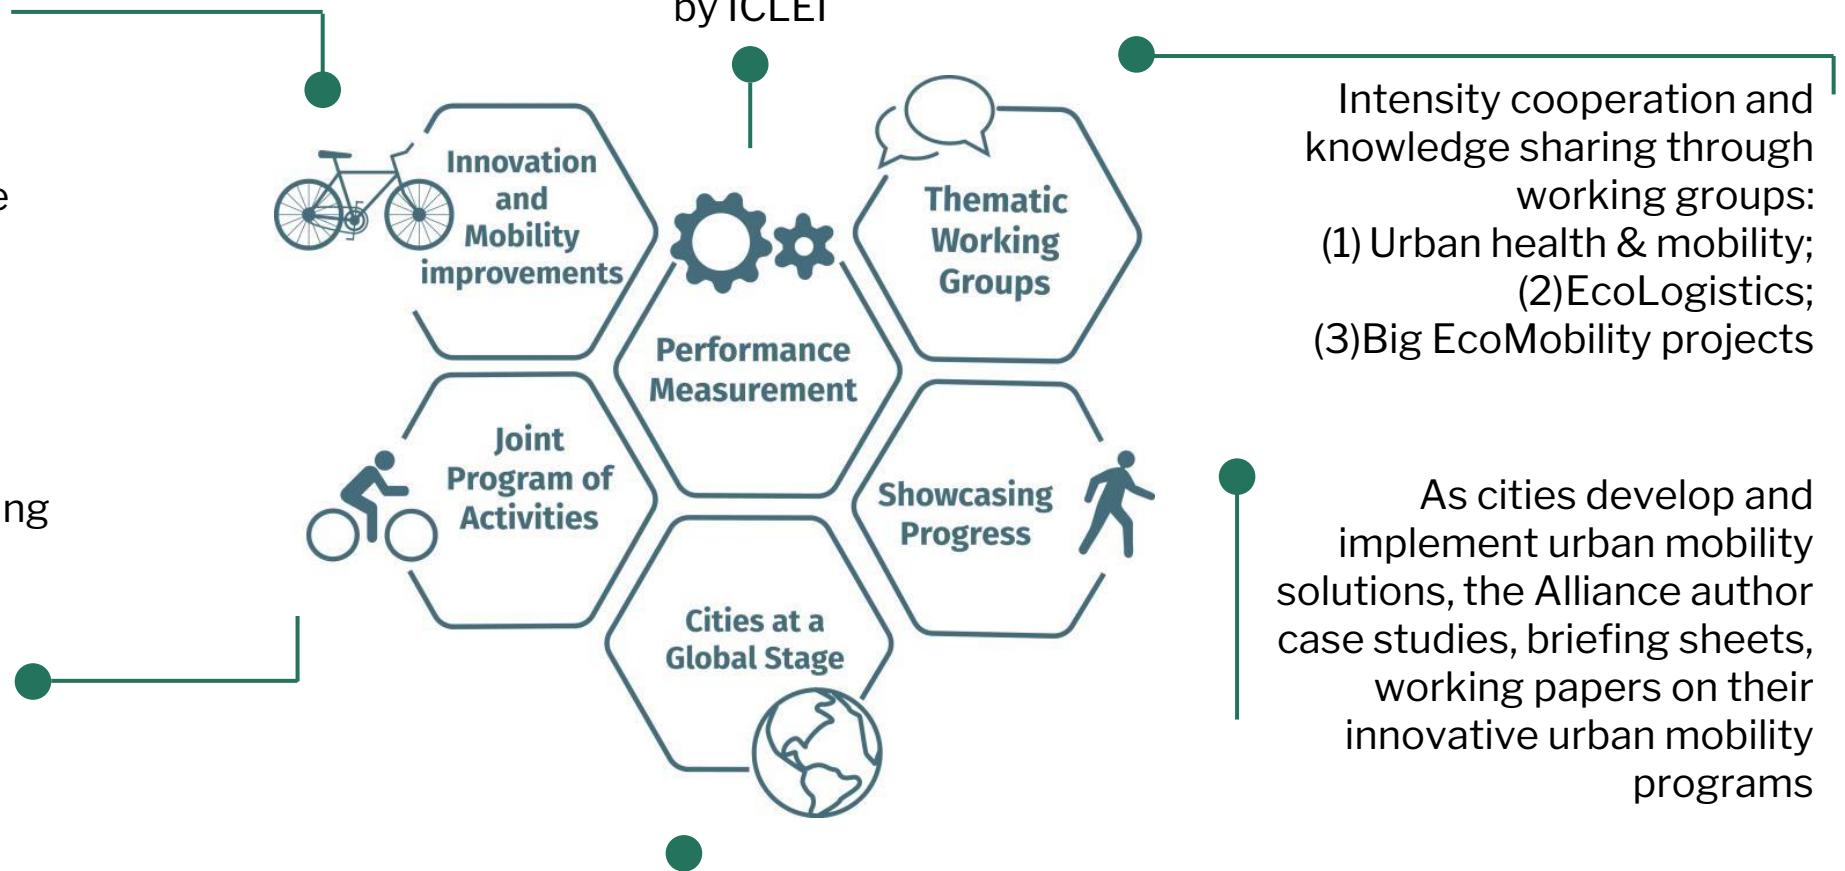 by ICLEI
e
ng
Innovation
and
Mobility
improvements
Performance
Measurement
Thematic
Working
Groups
Joint
Program of
Activities
Showcasing
Progress
Cities at a
Global Stage
Intensity cooperation and
knowledge sharing through
working groups:
(1) Urban health & mobility;
(2)EcoLogistics;
(3)Big EcoMobility projects
As cities develop and
implement urban mobility
solutions, the Alliance author
case studies, briefing sheets,
working papers on their
innovative urban mobility
programs